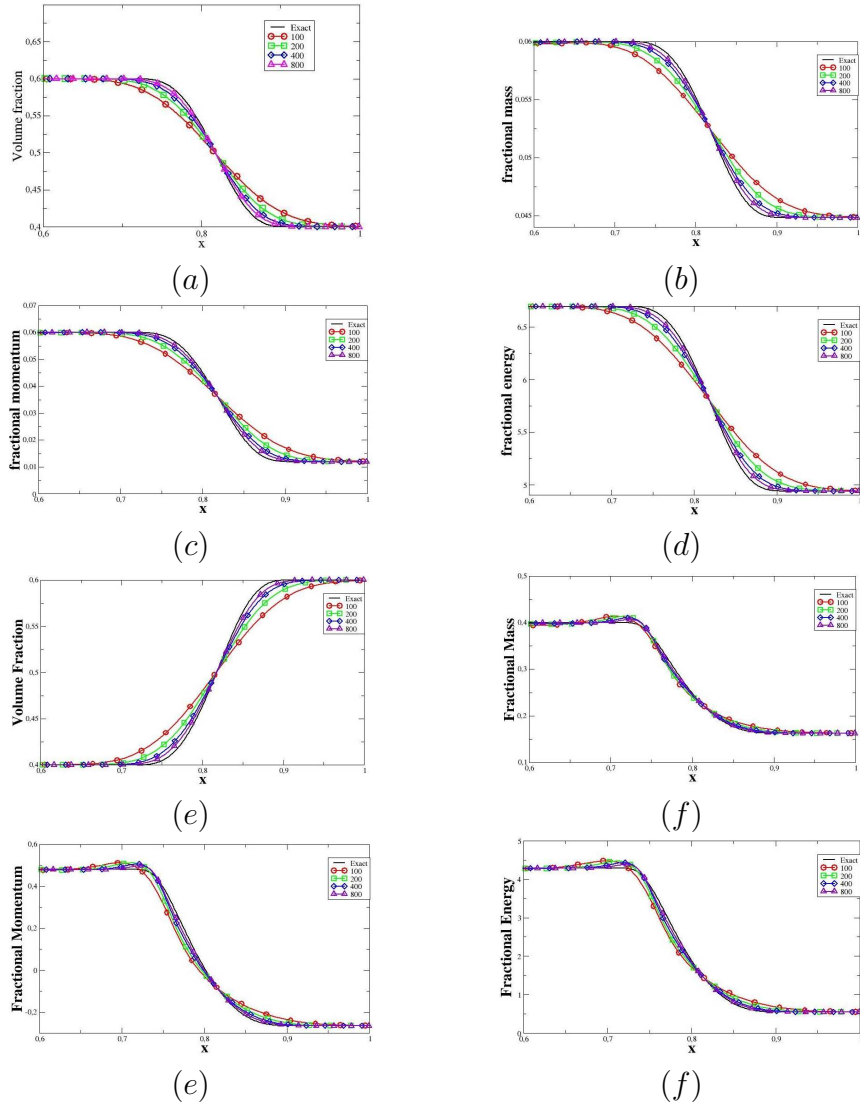 Volume fraction
0,65
0,6
0,55
0,5
0,45
0,4
Exact
100
200
400
800
0,6 0,8 1
x
(a)
fractional mass
0,06
0,055
0,05
0,045
Exact
100
200
400
800
0,6 0,7 0,8 0,9 1
x
(b)
fractional momentum
0,07
0,06
0,05
0,04
0,03
0,02
0,01
0
Exact
100
200
400
800
0,6 0,7 0,8 0,9 1
x
(c)
fractional energy
6,5
6
5,5
5
Exact
100
200
400
800
0,6 0,7 0,8 0,9 1
x
(d)
Volume Fraction
0,6
0,55
0,5
0,45
0,4
Exact
100
200
400
800
0,6 0,7 0,8 0,9 1
x
(e)
Fractional Mass
0,5
0,4
0,3
0,2
0,1
Exact
100
200
400
800
0,6 0,7 0,8 0,9 1
x
(f)
Fractional Momentum
0,6
0,4
0,2
0
-0,2
Exact
100
200
400
800
0,6 0,7 0,8 0,9 1
x
(e)
Fractional Energy
5
4
3
2
1
0
Exact
100
200
400
800
0,6 0,7 0,8 0,9 1
x
(f)